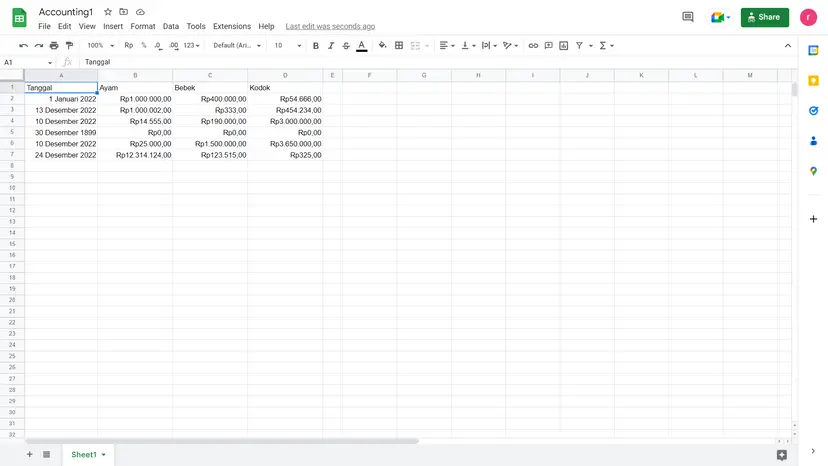 Accounting1
File Edit View Insert Format Data Tools Extensions Help Last edit was seconds ago
Share
r
100% Rp % .0 .00 123 Default (Ari... 10 B I S A
A1 fx Tanggal
A B C D E F G H I J K L M
1 Tanggal Ayam Bebek Kodok
2 1 Januari 2022 Rp1.000.000,00 Rp400.000,00 Rp54.666,00
3 13 Desember 2022 Rp1.000.002,00 Rp333,00 Rp454.234,00
4 10 Desember 2022 Rp14.555,00 Rp190.000,00 Rp3.000.000,00
5 30 Desember 1899 Rp0,00 Rp0,00 Rp0,00
6 10 Desember 2022 Rp25.000,00 Rp1.500.000,00 Rp3.650.000,00
7 24 Desember 2022 Rp12.314.124,00 Rp123.515,00 Rp325,00
8
9
10
11
12
13
14
15
16
17
18
19
20
21
22
23
24
25
26
27
28
29
30
31
32
Sheet1